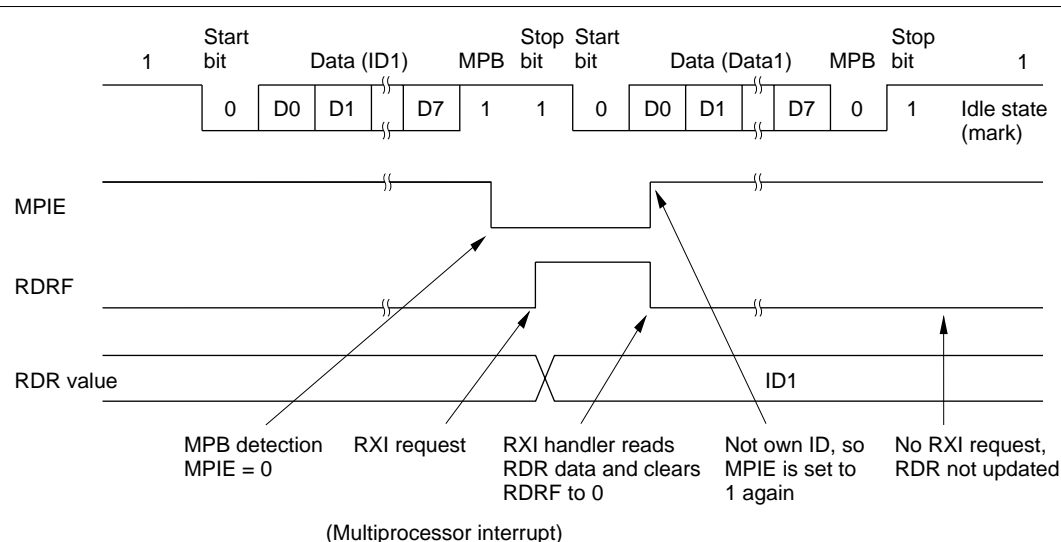 Start Stop Start Stop
1 bit Data (ID1) MPB bit bit Data (Data1) MPB bit 1
0 D0 D1 D7 1 1 0 D0 D1 D7 0 1 Idle state
(mark)
MPIE
RDRF
RDR value ID1
MPB detection
MPIE = 0
RXI request
RXI handler reads
RDR data and clears
RDRF to 0
Not own ID, so
MPIE is set to
1 again
No RXI request,
RDR not updated
(Multiprocessor interrupt)